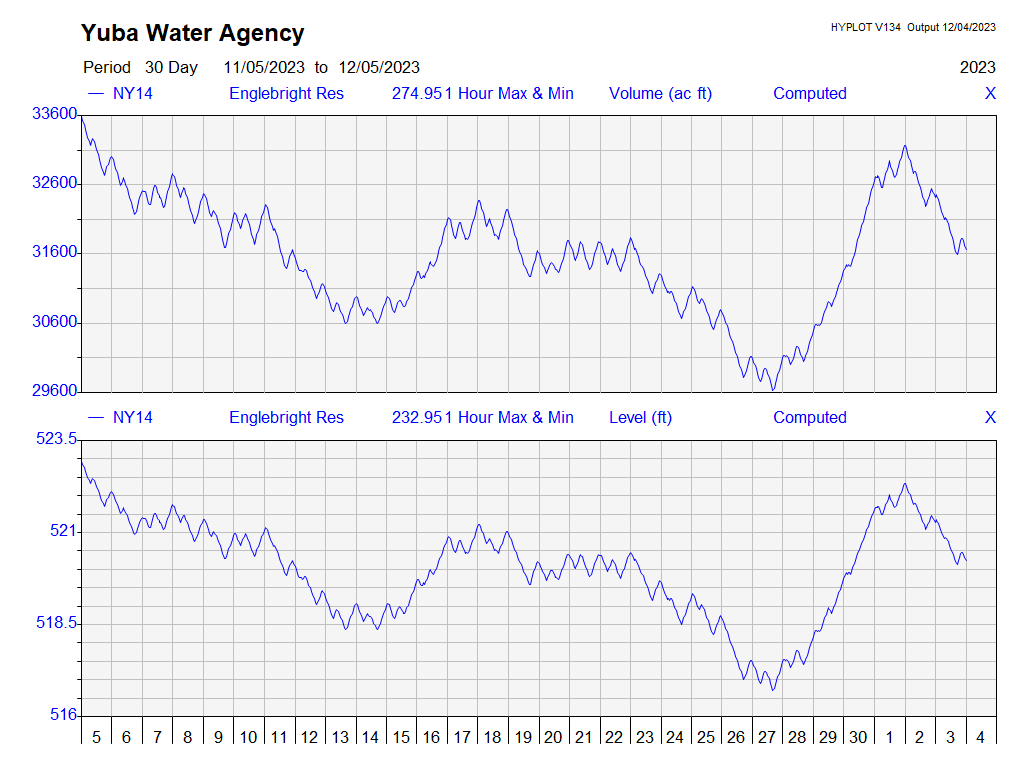 Yuba Water Agency
HYPLOT V134 Output 12/04/2023
Period 30 Day 11/05/2023 to 12/05/2023 2023
NY14 Englebright Res 274.95 1 Hour Max & Min Volume (ac ft) Computed X
33600
32600
31600
30600
29600
NY14 Englebright Res 232.95 1 Hour Max & Min Level (ft) Computed X
523.5
521
518.5
516
5 6 7 8 9 10 11 12 13 14 15 16 17 18 19 20 21 22 23 24 25 26 27 28 29 30 1 2 3 4